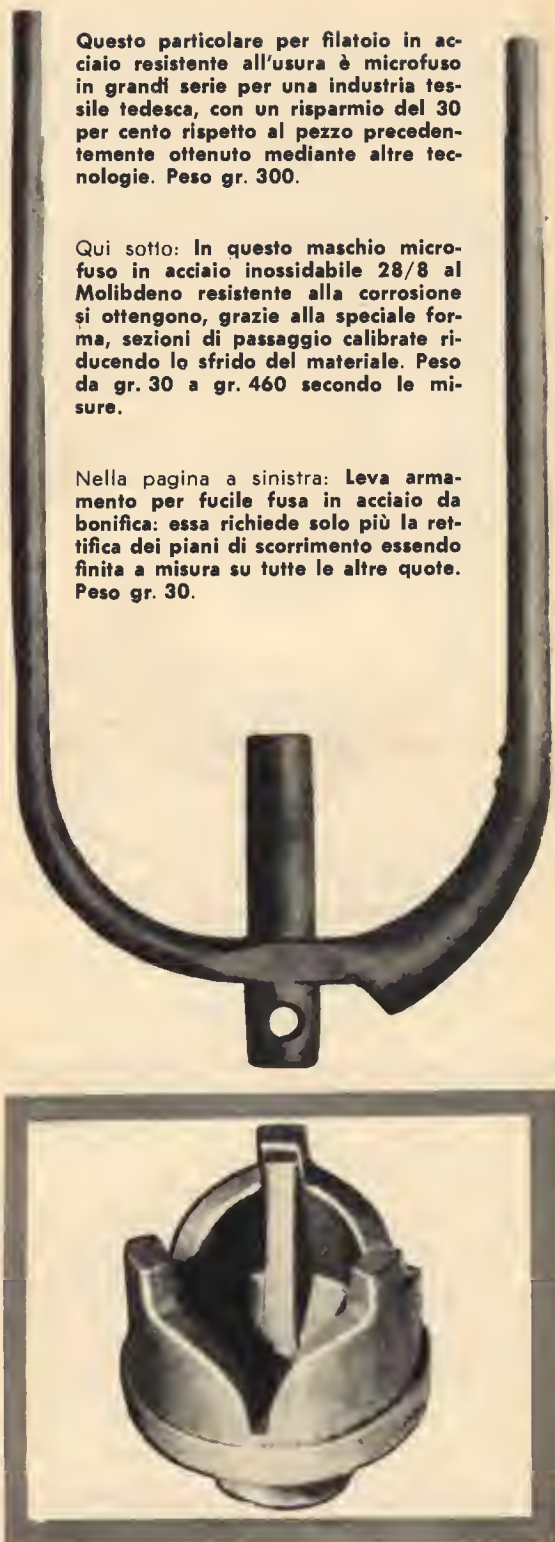 Questo particolare per filatoio in ac-
ciaio resistente all'usura è microfuso
in grandi serie per una industria tes-
sile tedesca, con un risparmio del 30
per cento rispetto al pezzo preceden-
temente ottenuto mediante altre tec-
nologie. Peso gr. 300.
Qui sotto: In questo maschio micro-
fuso in acciaio inossidabile 28/8 al
Molibdeno resistente alla corrosione
si ottengono, grazie alla speciale for-
ma, sezioni di passaggio calibrate ri-
ducendo lo sfrido del materiale. Peso
da gr. 30 a gr. 460 secondo le mi-
sure.
Nella pagina a sinistra: Leva arma-
mento per fucile fusa in acciaio da
bonifica: essa richiede solo più la ret-
tifica dei piani di scorrimento essendo
finita a misura su tutte le altre quote.
Peso gr. 30.